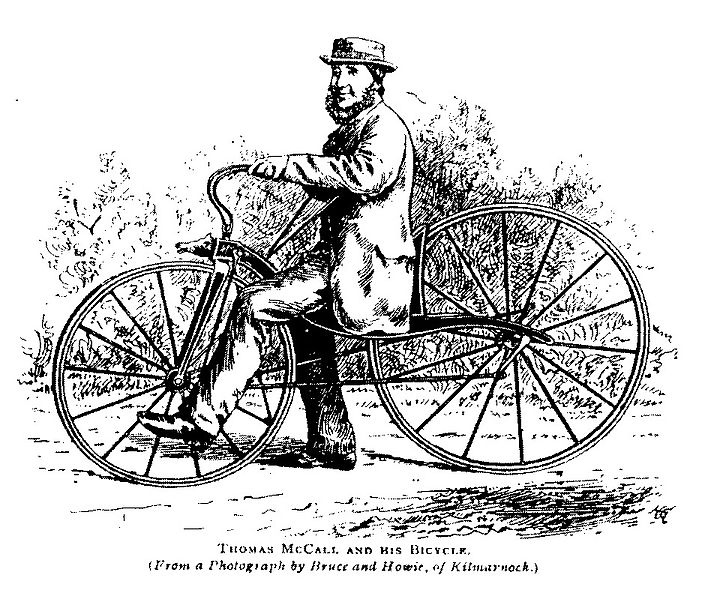 THOMAS MCCALL AND HIS BICYCLE.
(From a Photograph by Bruce and Howie, of Kilmarnock.)